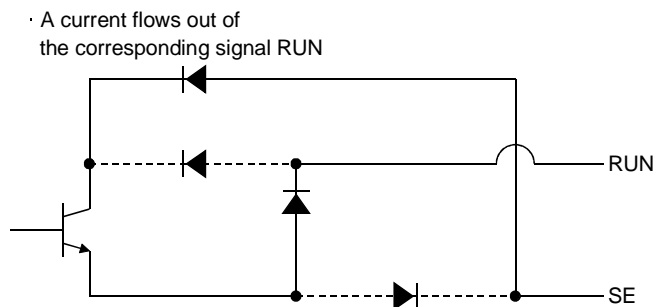 · A current flows out of
the corresponding signal RUN
RUN
SE